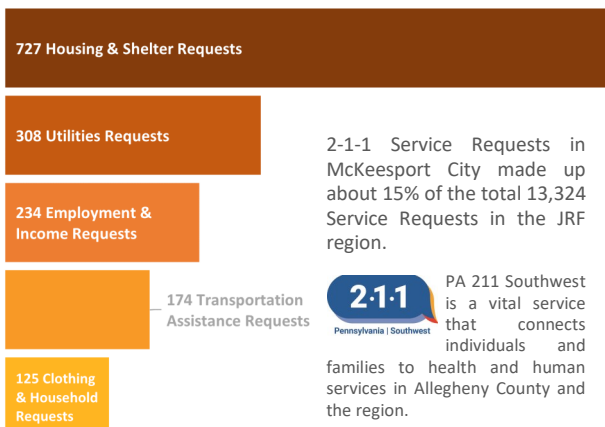 727 Housing & Shelter Requests
308 Utilities Requests
234 Employment &
Income Requests
174 Transportation
Assistance Requests
125 Clothing
& Household
Requests
2-1-1 Service Requests in
McKeesport City made up
about 15% of the total 13,324
Service Requests in the JRF
region.
2·1·1
Pennsylvania | Southwest
PA 211 Southwest
is a vital service
that connects
individuals and
families to health and human
services in Allegheny County and
the region.